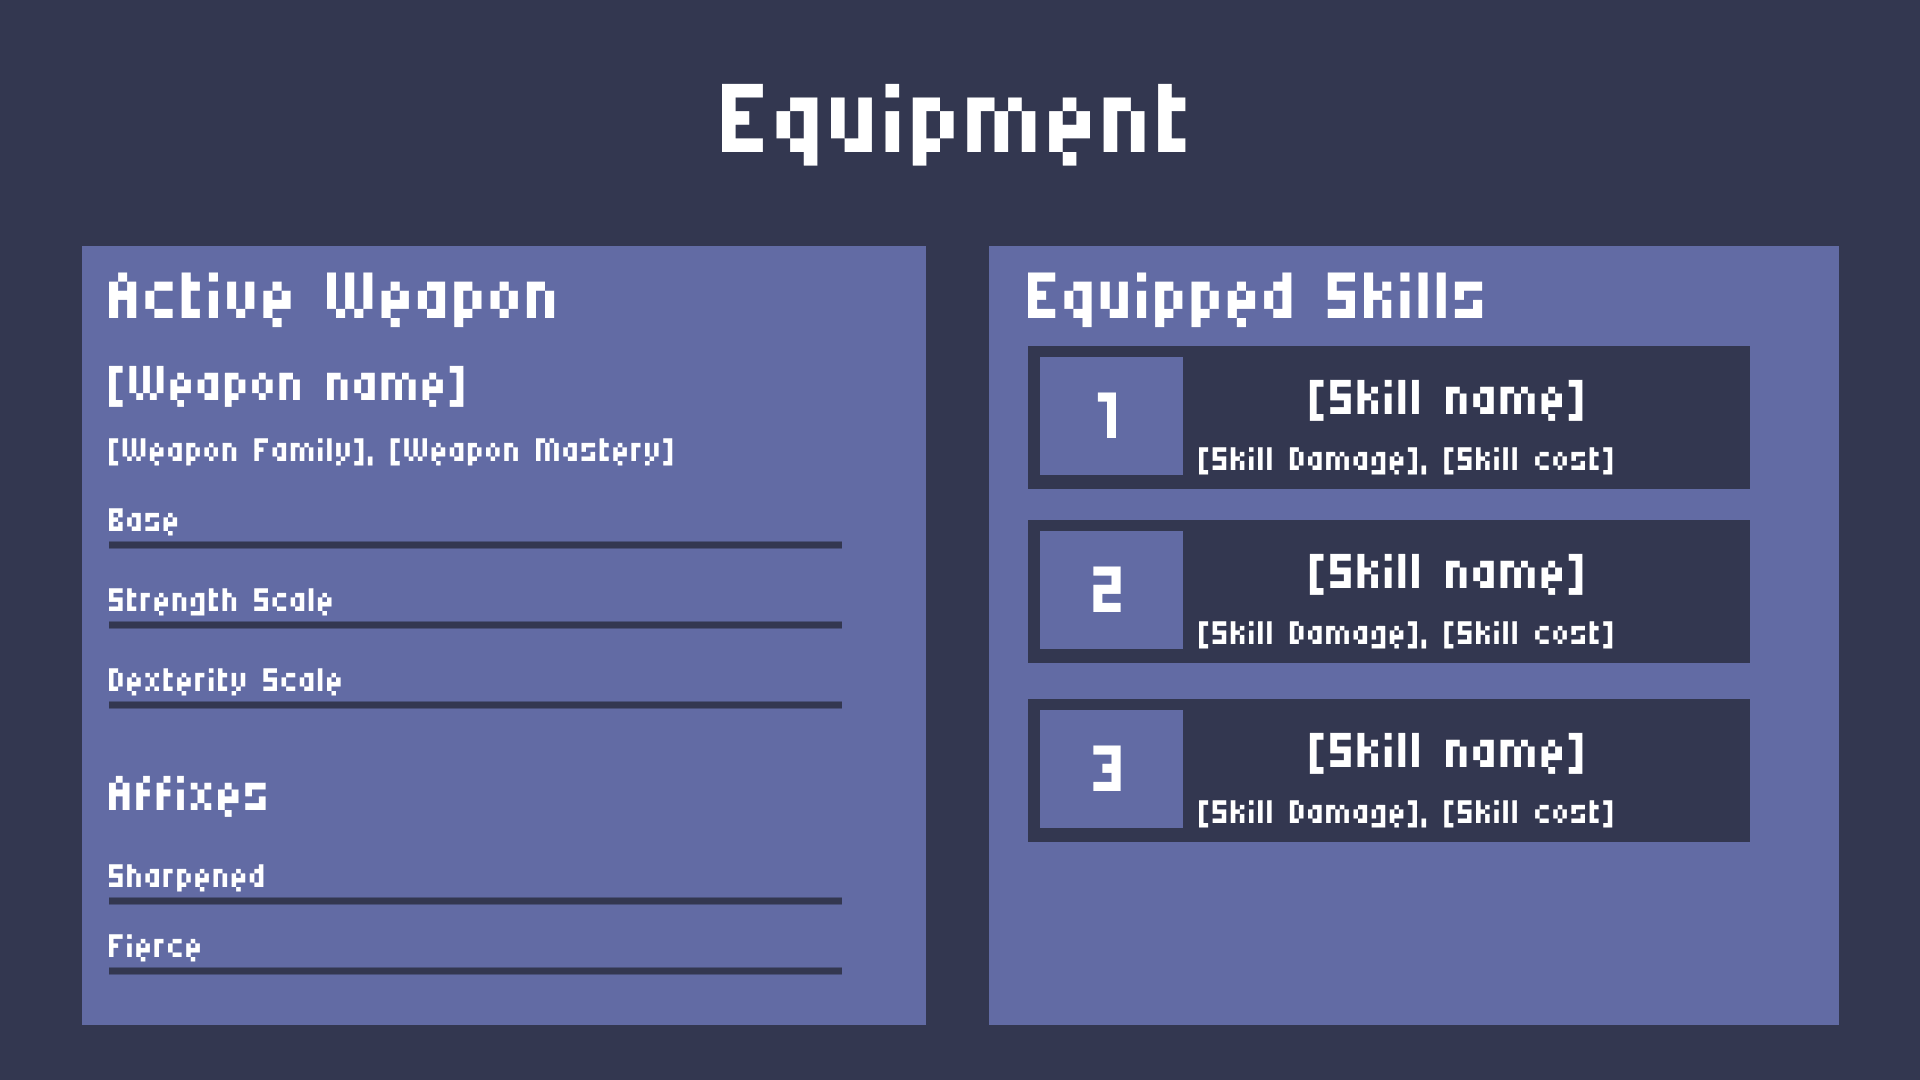 Equipment
Active Weapon
[Weapon name]
[Weapon Family], [Weapon Mastery]
Base
Strength Scale
Dexterity Scale
Affixes
Sharpened
Fierce
Equipped Skills
1
[Skill name]
[Skill Damage], [Skill cost]
2
[Skill name]
[Skill Damage], [Skill cost]
3
[Skill name]
[Skill Damage], [Skill cost]